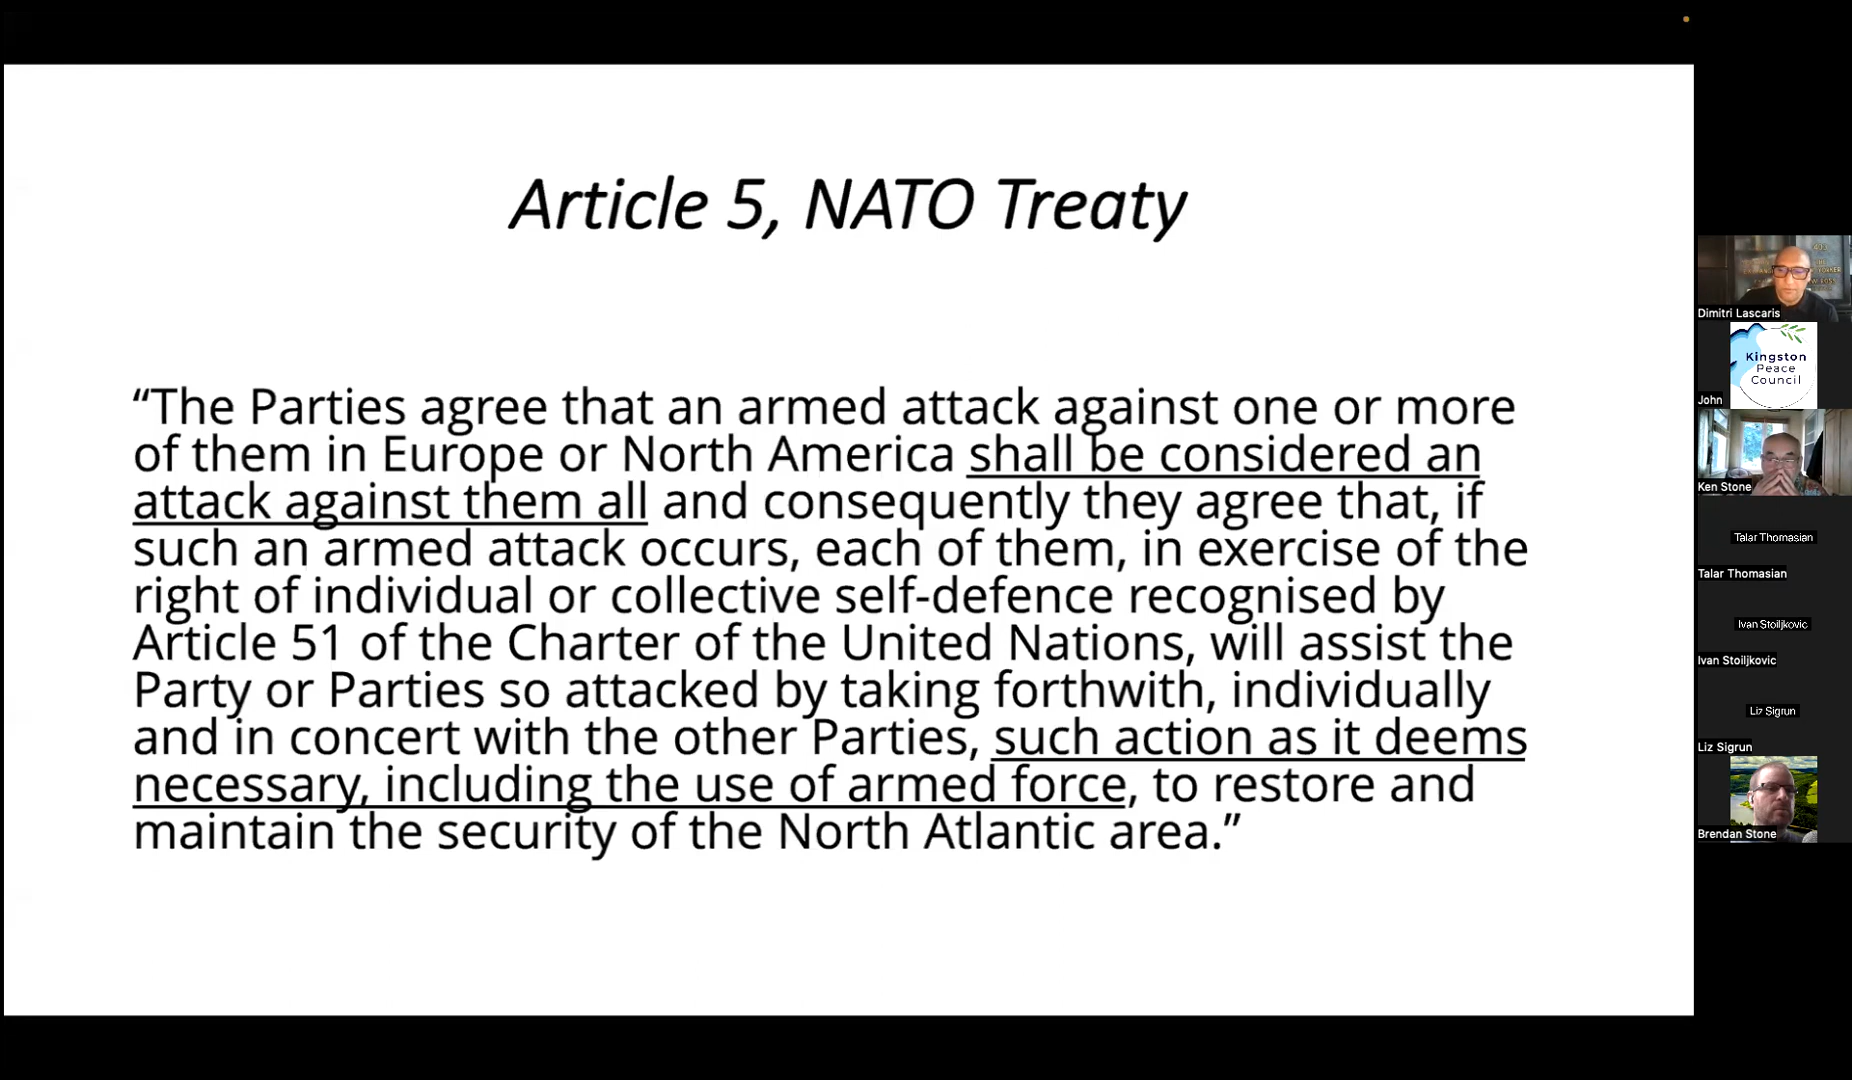 Article 5, NATO Treaty
“The Parties agree that an armed attack against one or more
of them in Europe or North America shall be considered an
attack against them all and consequently they agree that, if
such an armed attack occurs, each of them, in exercise of the
right of individual or collective self-defence recognised by
Article 51 of the Charter of the United Nations, will assist the
Party or Parties so attacked by taking forthwith, individually
and in concert with the other Parties, such action as it deems
necessary, including the use of armed force, to restore and
maintain the security of the North Atlantic area.”
Dimitri Lascaris
Kingston
Peace
Council
John
Ken Stone
Talar Thomasian
Talar Thomasian
Ivan Stoiljkovic
Ivan Stoiljkovic
Liz Sigrun
Liz Sigrun
Brendan Stone